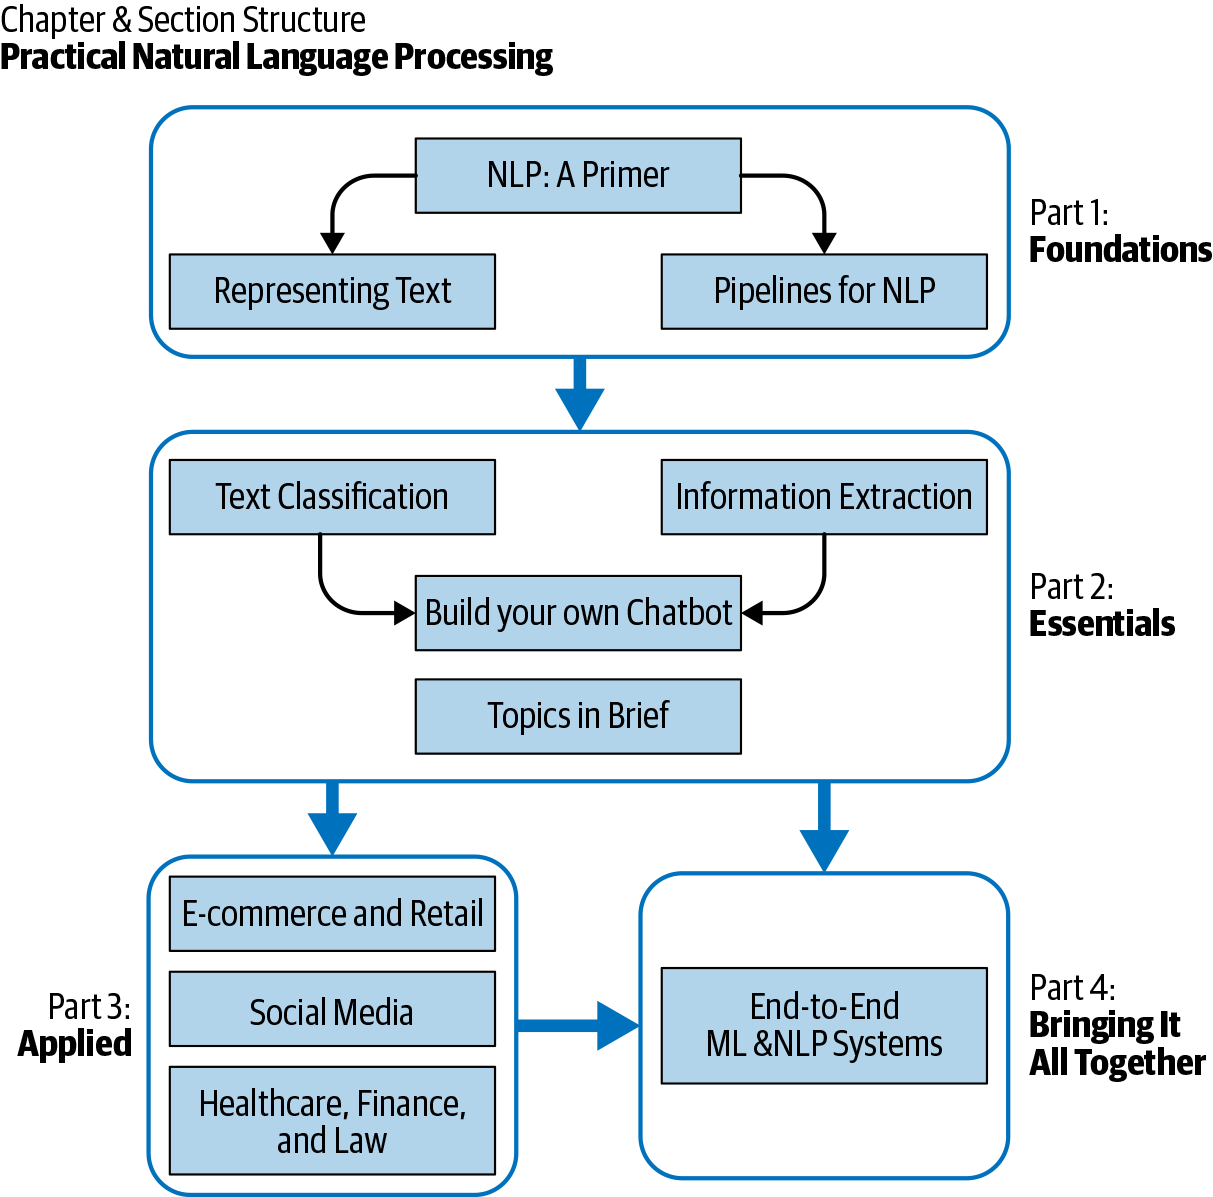 Chapter & Section Structure
Practical Natural Language Processing
NLP: A Primer
Representing Text
Pipelines for NLP
Part 1:
Foundations
Text Classification
Information Extraction
Build your own Chatbot
Topics in Brief
Part 2:
Essentials
Part 3:
Applied
E-commerce and Retail
Social Media
Healthcare, Finance,
and Law
End-to-End
ML &NLP Systems
Part 4:
Bringing It
All Together